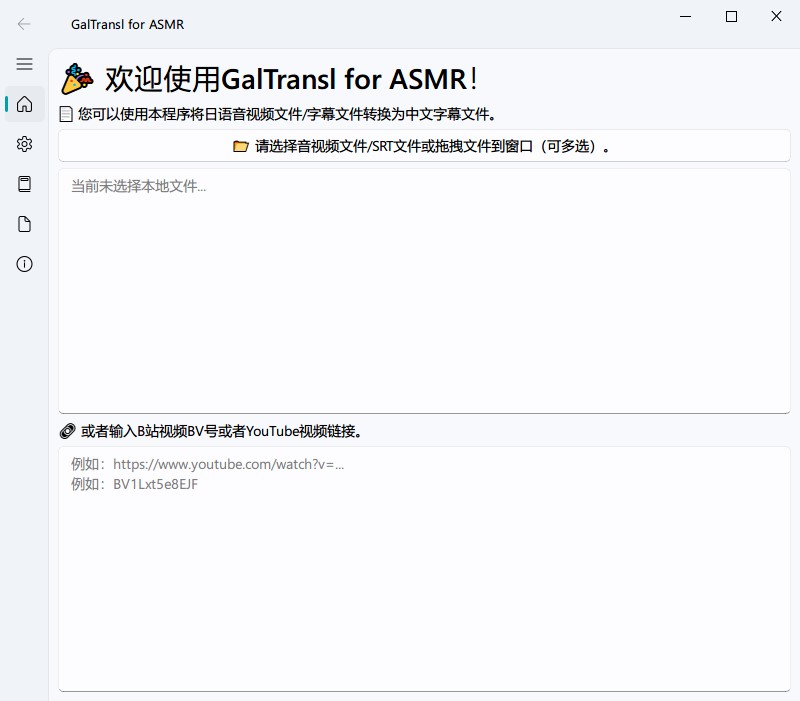 GalTransl for ASMR
欢迎使用GalTransl for ASMR！
您可以使用本程序将日语音视频文件/字幕文件转换为中文字幕文件。
请选择音视频文件/SRT文件或拖拽文件到窗口（可多选）。
当前未选择本地文件...
或者输入B站视频BV号或者YouTube视频链接。
例如：https://www.youtube.com/watch?v=...
例如：BV1Lxt5e8EJF